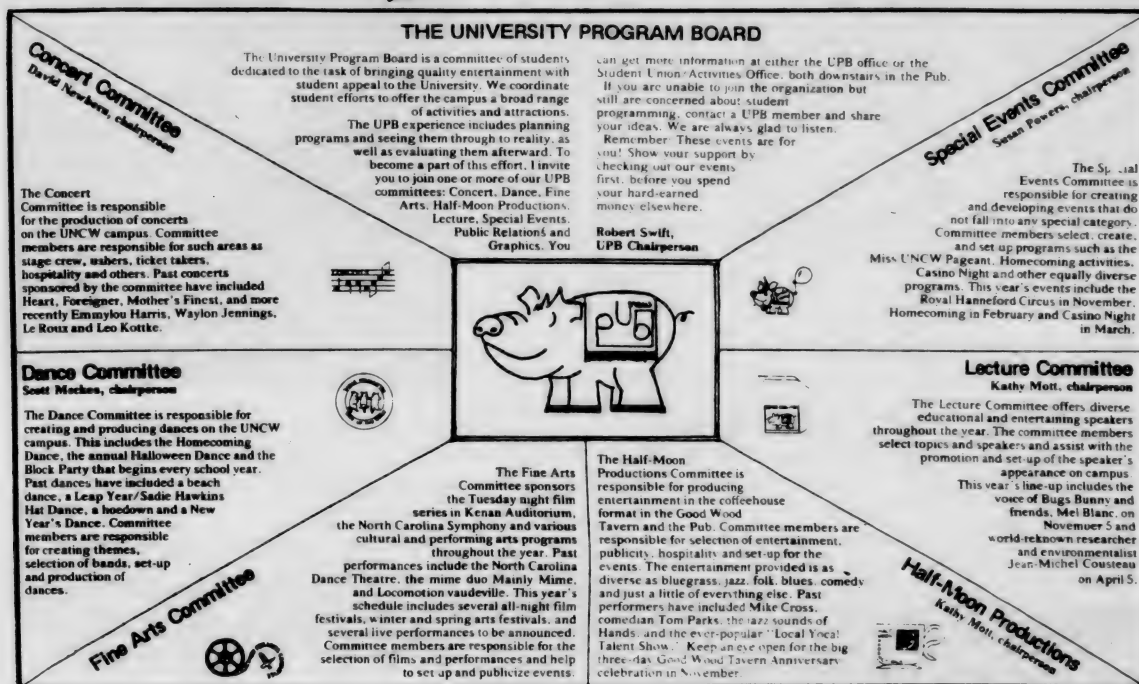 THE UNIVERSITY PROGRAM BOARD
The University Program Board is a committee of students
dedicated to the task of bringing quality entertainment with
student appeal to the University. We coordinate
student efforts to offer the campus a broad range
of activities and attractions.
The UPB experience includes planning
programs and seeing them through to reality, as
well as evaluating them afterward. To
become a part of this effort, I invite
you to join one or more of our UPB
committees: Concert, Dance, Fine
Arts, Half-Moon Productions,
Lecture, Special Events,
Public Relations and
Graphics. You
can get more information at either the UPB office or the
Student Union Activities Office, both downstairs in the Pub.
If you are unable to join the organization but
still are concerned about student
programming, contact a UPB member and share
your ideas. We are always glad to listen.
Remember: These events are for
you! Show your support by
checking out our events
first, before you spend
your hard-earned
money elsewhere.
Robert Swift,
UPB Chairperson
Concert Committee
David Newbern, chairperson
The Concert
Committee is responsible
for the production of concerts
on the UNCW campus. Committee
members are responsible for such areas as
stage crew, ushers, ticket takers,
hospitality and others. Past concerts
sponsored by the committee have included
Heart, Foreigner, Mother's Finest, and more
recently Emmylou Harris, Waylon Jennings,
Le Roux and Leo Kottke.
Special Events Committee
Susan Powers, chairperson
The
Events Committee is
responsible for creating
and developing events that do
not fall into any special category.
Committee members select, create,
and set up programs such as the
Miss UNCW Pageant, Homecoming activities,
Casino Night and other equally diverse
programs. This year's events include the
Royal Hanneford Circus in November,
Homecoming in February and Casino Night
in March.
pub
Dance Committee
Scott Meckes, chairperson
The Dance Committee is responsible for
creating and producing dances on the UNCW
campus. This includes the Homecoming
Dance, the annual Halloween Dance and the
Block Party that begins every school year.
Past dances have included a beach
dance, a Leap Year/Sadie Hawkins
Hat Dance, a hoedown and a New
Year's Dance. Committee
members are responsible
for creating themes,
selection of bands, set-up
and production of
dances.
Lecture Committee
Kathy Mott, chairperson
The Lecture Committee offers diverse
educational and entertaining speakers
throughout the year. The committee members
select topics and speakers and assist with the
promotion and set-up of the speaker's
appearance on campus.
This year's line-up includes the
voice of Bugs Bunny and
friends, Mel Blanc, on
November 5 and
world-reknown researcher
and environmentalist
Jean-Michel Cousteau
on April 5.
Fine Arts Committee
The Fine Arts
Committee sponsors
the Tuesday night film
series in Kenan Auditorium,
the North Carolina Symphony and various
cultural and performing arts programs
throughout the year. Past
performances include the North Carolina
Dance Theatre, the mime duo Mainly Mime,
and Locomotion vaudeville. This year's
schedule includes several all-night film
festivals, winter and spring arts festivals, and
several live performances to be announced.
Committee members are responsible for the
selection of films and performances and help
to set up and publicize events.
The Half-Moon
Productions Committee is
responsible for producing
entertainment in the coffeehouse
format in the Good Wood
Tavern and the Pub. Committee members are
responsible for selection of entertainment,
publicity, hospitality and set-up for the
events. The entertainment provided is as
diverse as bluegrass, jazz, folk, blues, comedy
and just a little of everything else. Past
performers have included Mike Cross,
comedian Tom Parks, the jazz sounds of
Hands, and the ever-popular "Local Yocal
Talent Show." Keep an eye open for the big
three-day Good Wood Tavern Anniversary
celebration in November.
Half-Moon Productions
Kathy Mott, chairperson